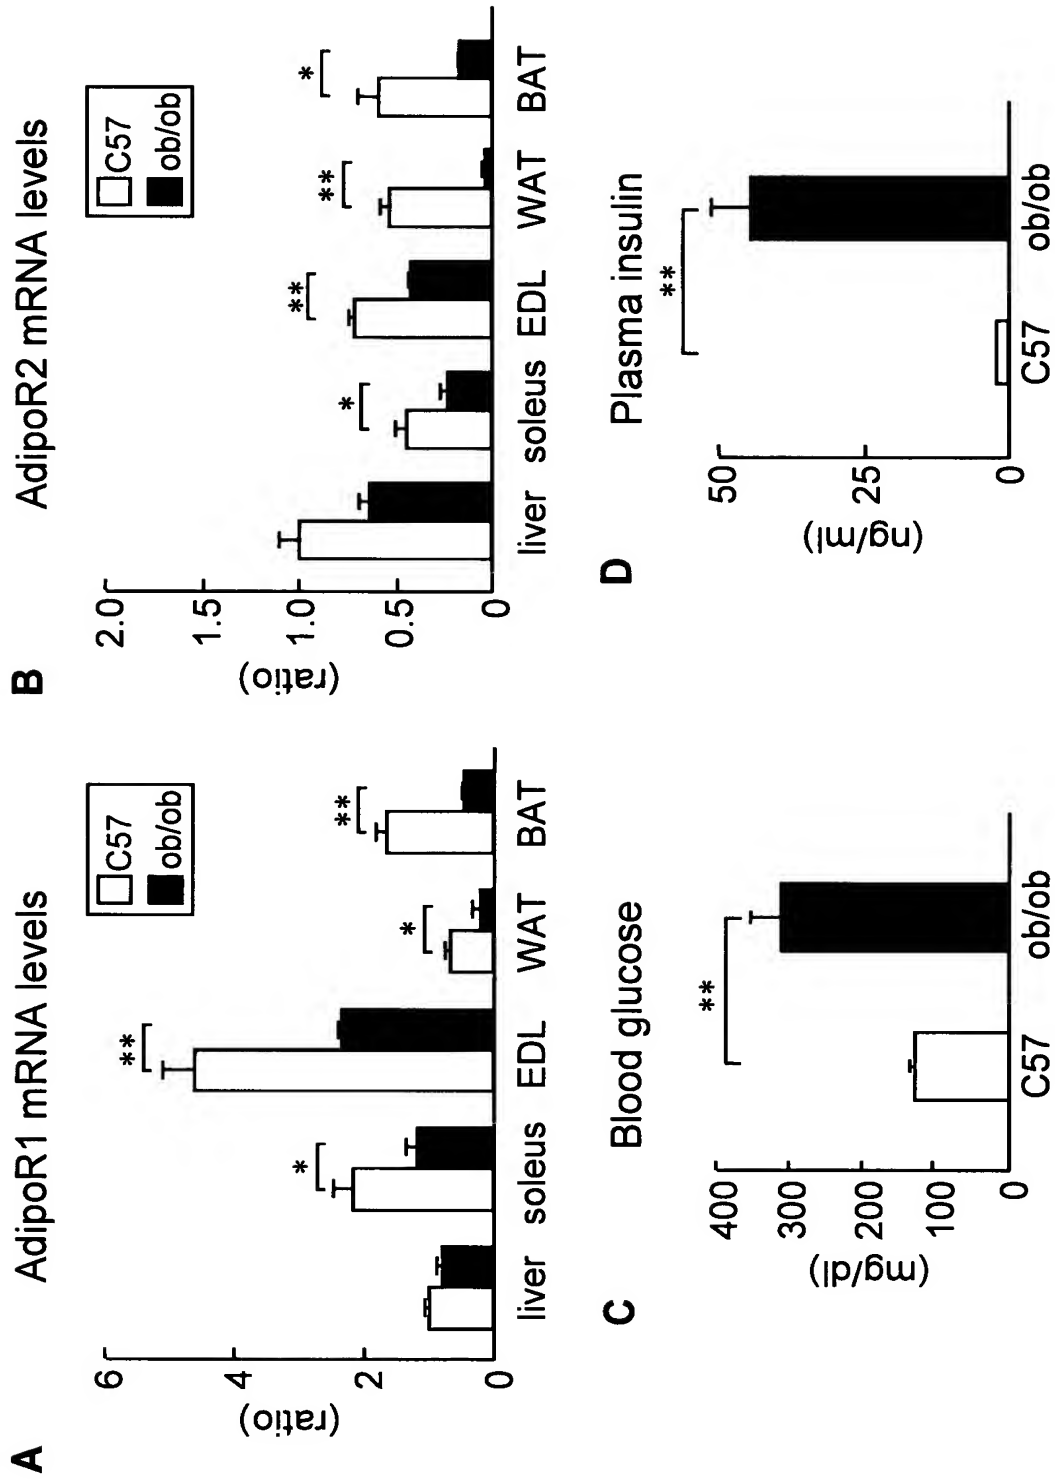 A
AdipoR1 mRNA levels
C57
ob/ob
(ratio)
6
4
2
0
*
**
*
**
liver soleus EDL WAT BAT
B
AdipoR2 mRNA levels
C57
ob/ob
(ratio)
2.0
1.5
1.0
0.5
0
*
**
**
*
liver soleus EDL WAT BAT
C
Blood glucose
(mg/dl)
400
300
200
100
0
**
C57 ob/ob
D
Plasma insulin
(ng/ml)
50
25
0
**
C57 ob/ob